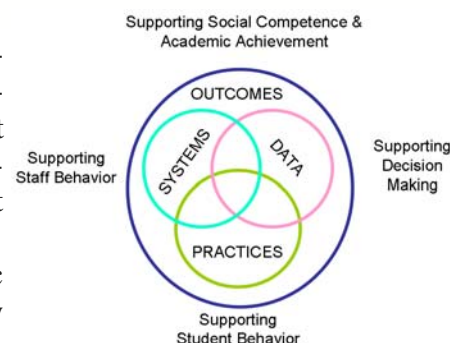 Supporting Social Competence &
Academic Achievement
OUTCOMES
SYSTEMS
DATA
Supporting
Staff Behavior
Supporting
Decision
Making
PRACTICES
Supporting
Student Behavior